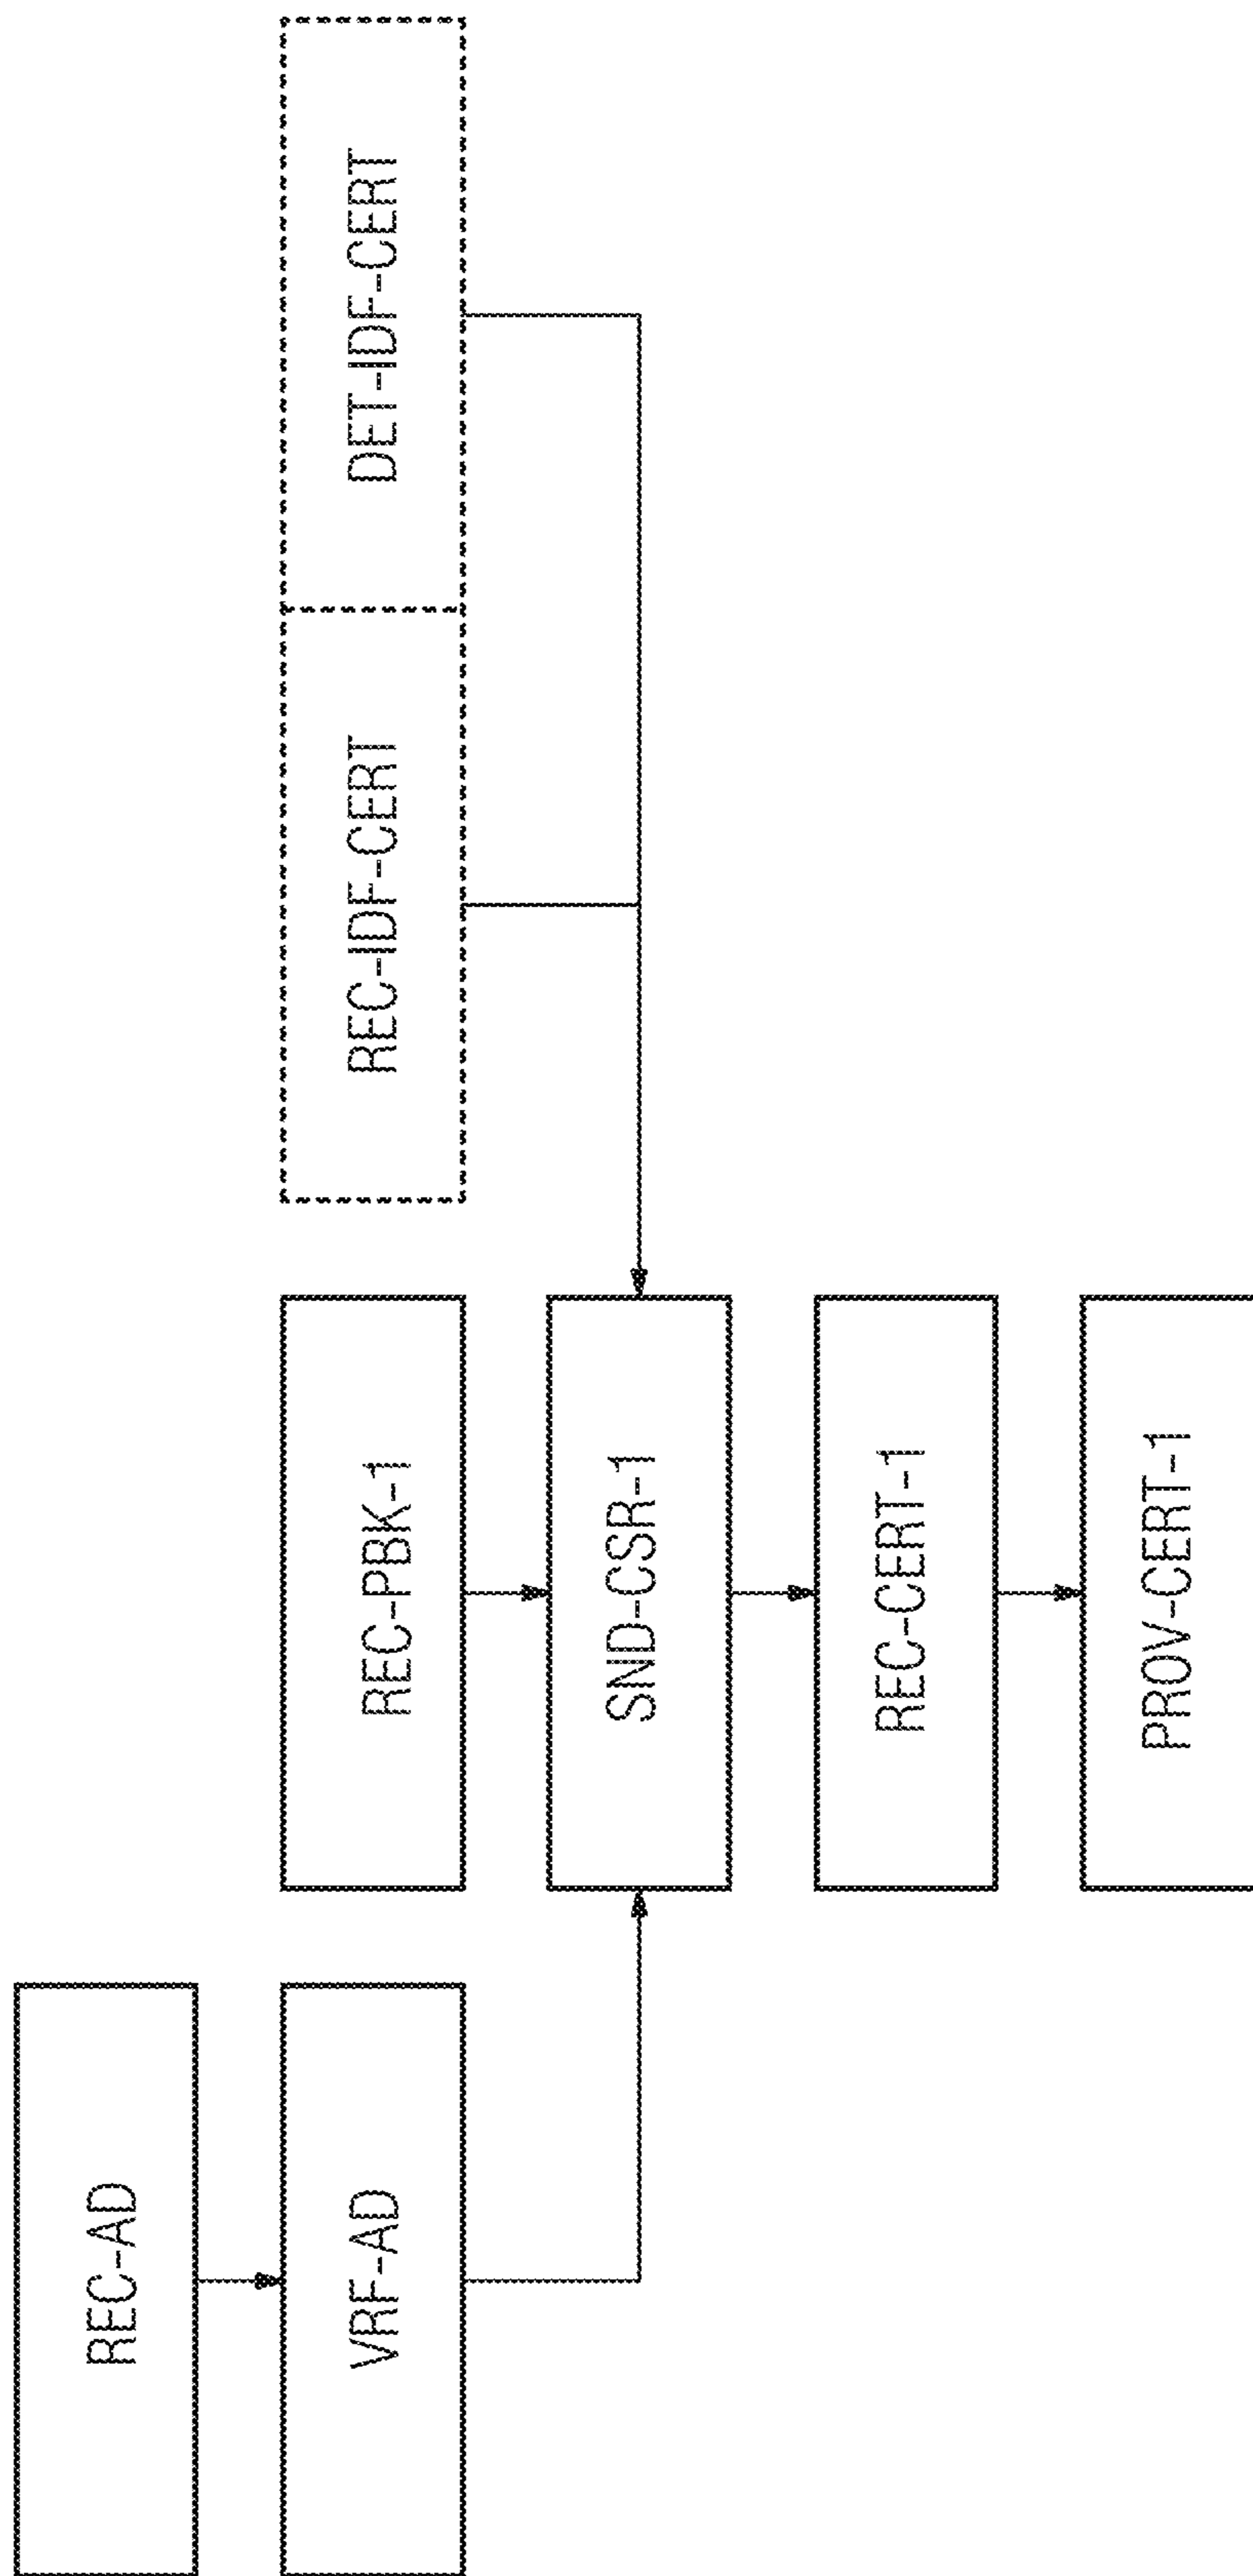 REC-AD
VRF-AD
REC-PBK-1
REC-IDF-CERT
DET-IDF-CERT
SND-CSR-1
REC-CERT-1
PROV-CERT-1